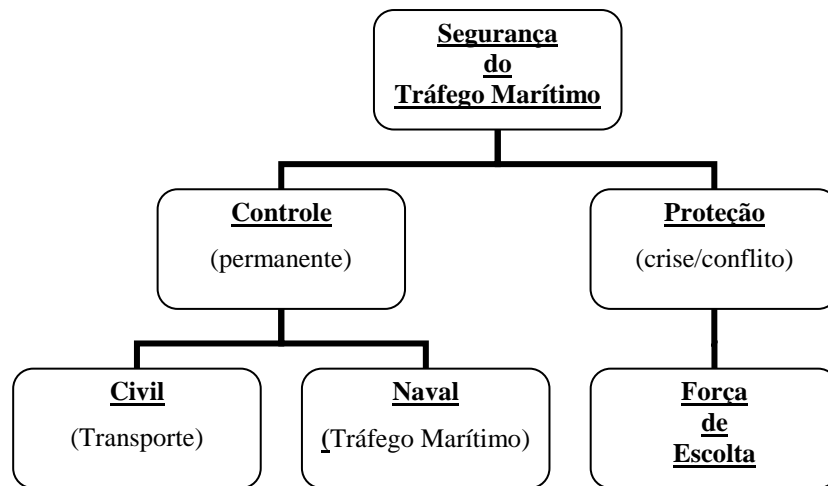 Segurança
do
Tráfego Marítimo
Controle
(permanente)
Proteção
(crise/conflito)
Civil
(Transporte)
Naval
(Tráfego Marítimo)
Força
de
Escolta